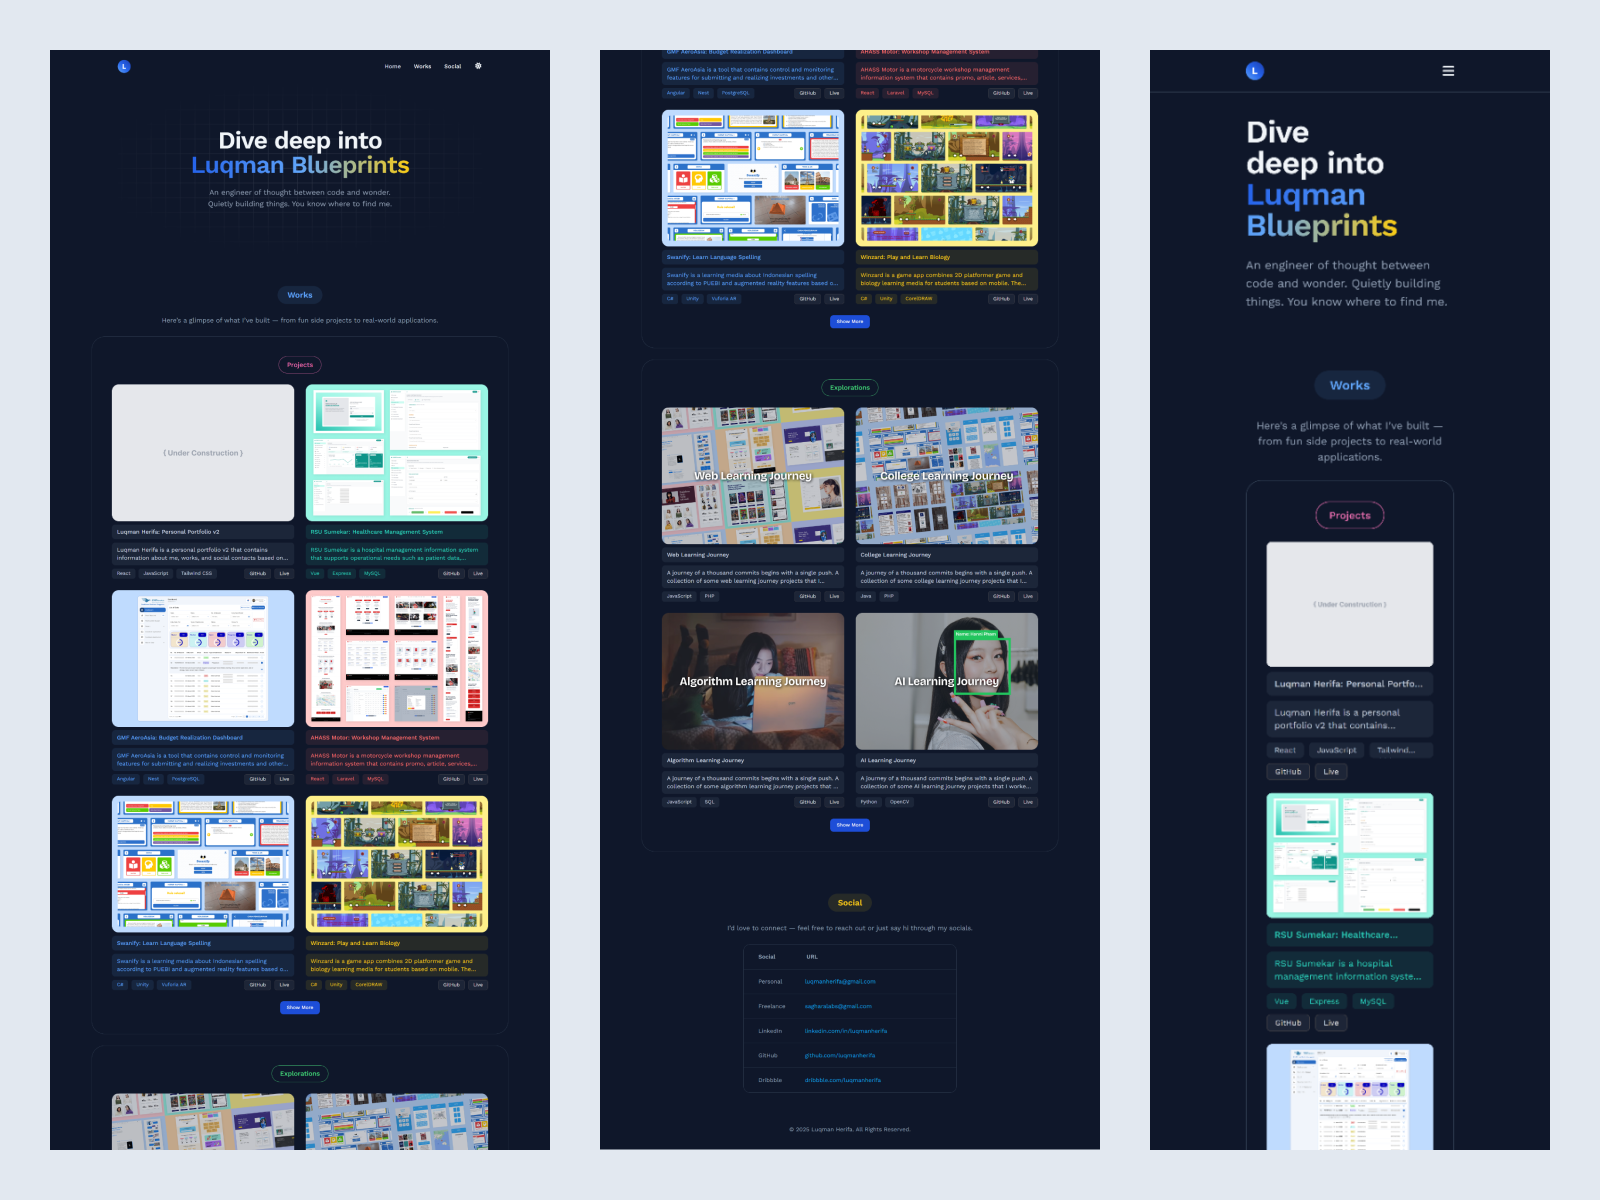 L
Home Works Social
Dive deep into
Luqman Blueprints
An engineer of thought between code and wonder.
Quietly building things. You know where to find me.
Works
Here's a glimpse of what I've built — from fun side projects to real-world applications.
Projects
( Under Construction )
Luqman Herifa: Personal Portfolio v2
Luqman Herifa is a personal portfolio v2 that contains
information about me, works, and social contacts based on...
React JavaScript Tailwind CSS GitHub Live
RSU Sumekar: Healthcare Management System
RSU Sumekar is a hospital management information system
that supports operational needs such as patient data,...
Vue Express MySQL GitHub Live
GMF AeroAsia: Budget Realization Dashboard
GMF AeroAsia is a tool that contains control and monitoring
features for submitting and realizing investments and other...
Angular Nest PostgreSQL GitHub Live
AHASS Motor: Workshop Management System
AHASS Motor is a motorcycle workshop management
information system that contains promo, article, services,...
React Laravel MySQL GitHub Live
Swanify: Learn Language Spelling
Swanify is a learning media about Indonesian spelling
according to PUEBI and augmented reality features based o...
C# Unity Vuforia AR GitHub Live
Winzard: Play and Learn Biology
Winzard is a game app combines 2D platformer game and
biology learning media for students based on mobile. The...
C# Unity CorelDRAW GitHub Live
Show More
Explorations
GMF AeroAsia: Budget Realization Dashboard
GMF AeroAsia is a tool that contains control and monitoring
features for submitting and realizing investments and other...
Angular Nest PostgreSQL GitHub Live
AHASS Motor: Workshop Management System
AHASS Motor is a motorcycle workshop management
information system that contains promo, article, services,...
React Laravel MySQL GitHub Live
Swanify: Learn Language Spelling
Swanify is a learning media about Indonesian spelling
according to PUEBI and augmented reality features based o...
C# Unity Vuforia AR GitHub Live
Winzard: Play and Learn Biology
Winzard is a game app combines 2D platformer game and
biology learning media for students based on mobile. The...
C# Unity CorelDRAW GitHub Live
Show More
Explorations
Web Learning Journey
Web Learning Journey
A journey of a thousand commits begins with a single push. A
collection of some web learning journey projects that I...
JavaScript PHP GitHub Live
College Learning Journey
College Learning Journey
A journey of a thousand commits begins with a single push. A
collection of some college learning journey projects that I...
Java PHP GitHub Live
Algorithm Learning Journey
Algorithm Learning Journey
A journey of a thousand commits begins with a single push. A
collection of some algorithm learning journey projects that ...
JavaScript SQL GitHub Live
AI Learning Journey
AI Learning Journey
A journey of a thousand commits begins with a single push. A
collection of some AI learning journey projects that I worke...
Python OpenCV GitHub Live
Show More
Social
I'd love to connect — feel free to reach out or just say hi through my socials.
Social URL
Personal luqmanherifa@gmail.com
Freelance sagharalabs@gmail.com
LinkedIn linkedin.com/in/luqmanherifa
GitHub github.com/luqmanherifa
Dribbble dribbble.com/luqmanherifa
© 2025 Luqman Herifa. All Rights Reserved.
L
Dive
deep into
Luqman
Blueprints
An engineer of thought between
code and wonder. Quietly building
things. You know where to find me.
Works
Here's a glimpse of what I've built —
from fun side projects to real-world
applications.
Projects
( Under Construction )
Luqman Herifa: Personal Portfo...
Luqman Herifa is a personal
portfolio v2 that contains...
React JavaScript Tailwind...
GitHub Live
RSU Sumekar: Healthcare...
RSU Sumekar is a hospital
management information syste...
Vue Express MySQL
GitHub Live